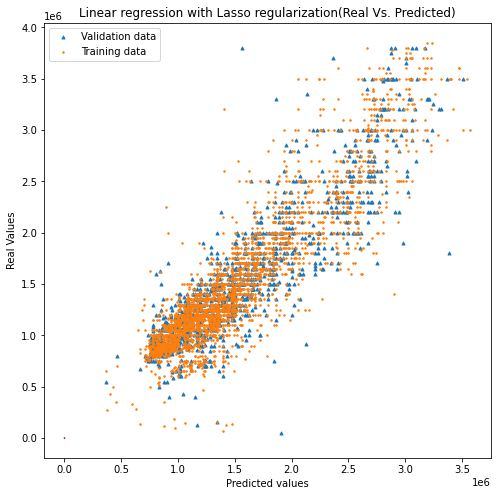 Linear regression with Lasso regularization(Real Vs. Predicted)
1e6
Validation data
Training data
4.0
3.5
3.0
2.5
2.0
1.5
1.0
0.5
0.0
Real Values
0.0 0.5 1.0 1.5 2.0 2.5 3.0 3.5
Predicted values
1e6